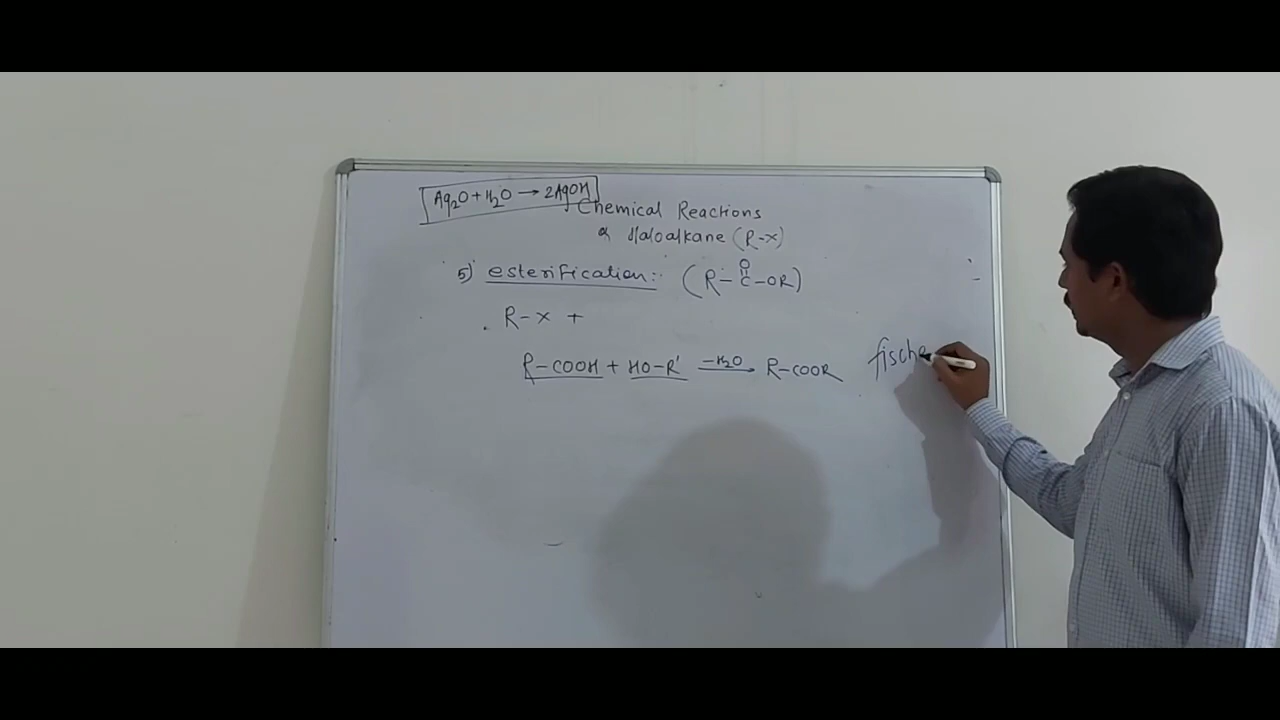 Ag₂O + H₂O → 2AgOH
Chemical Reactions
of Haloalkane (R-x)
5) esterification:- (R-C(=O)-OR)
R-x +
R-COOH + HO-R' -H₂O→ R-COOR
fische